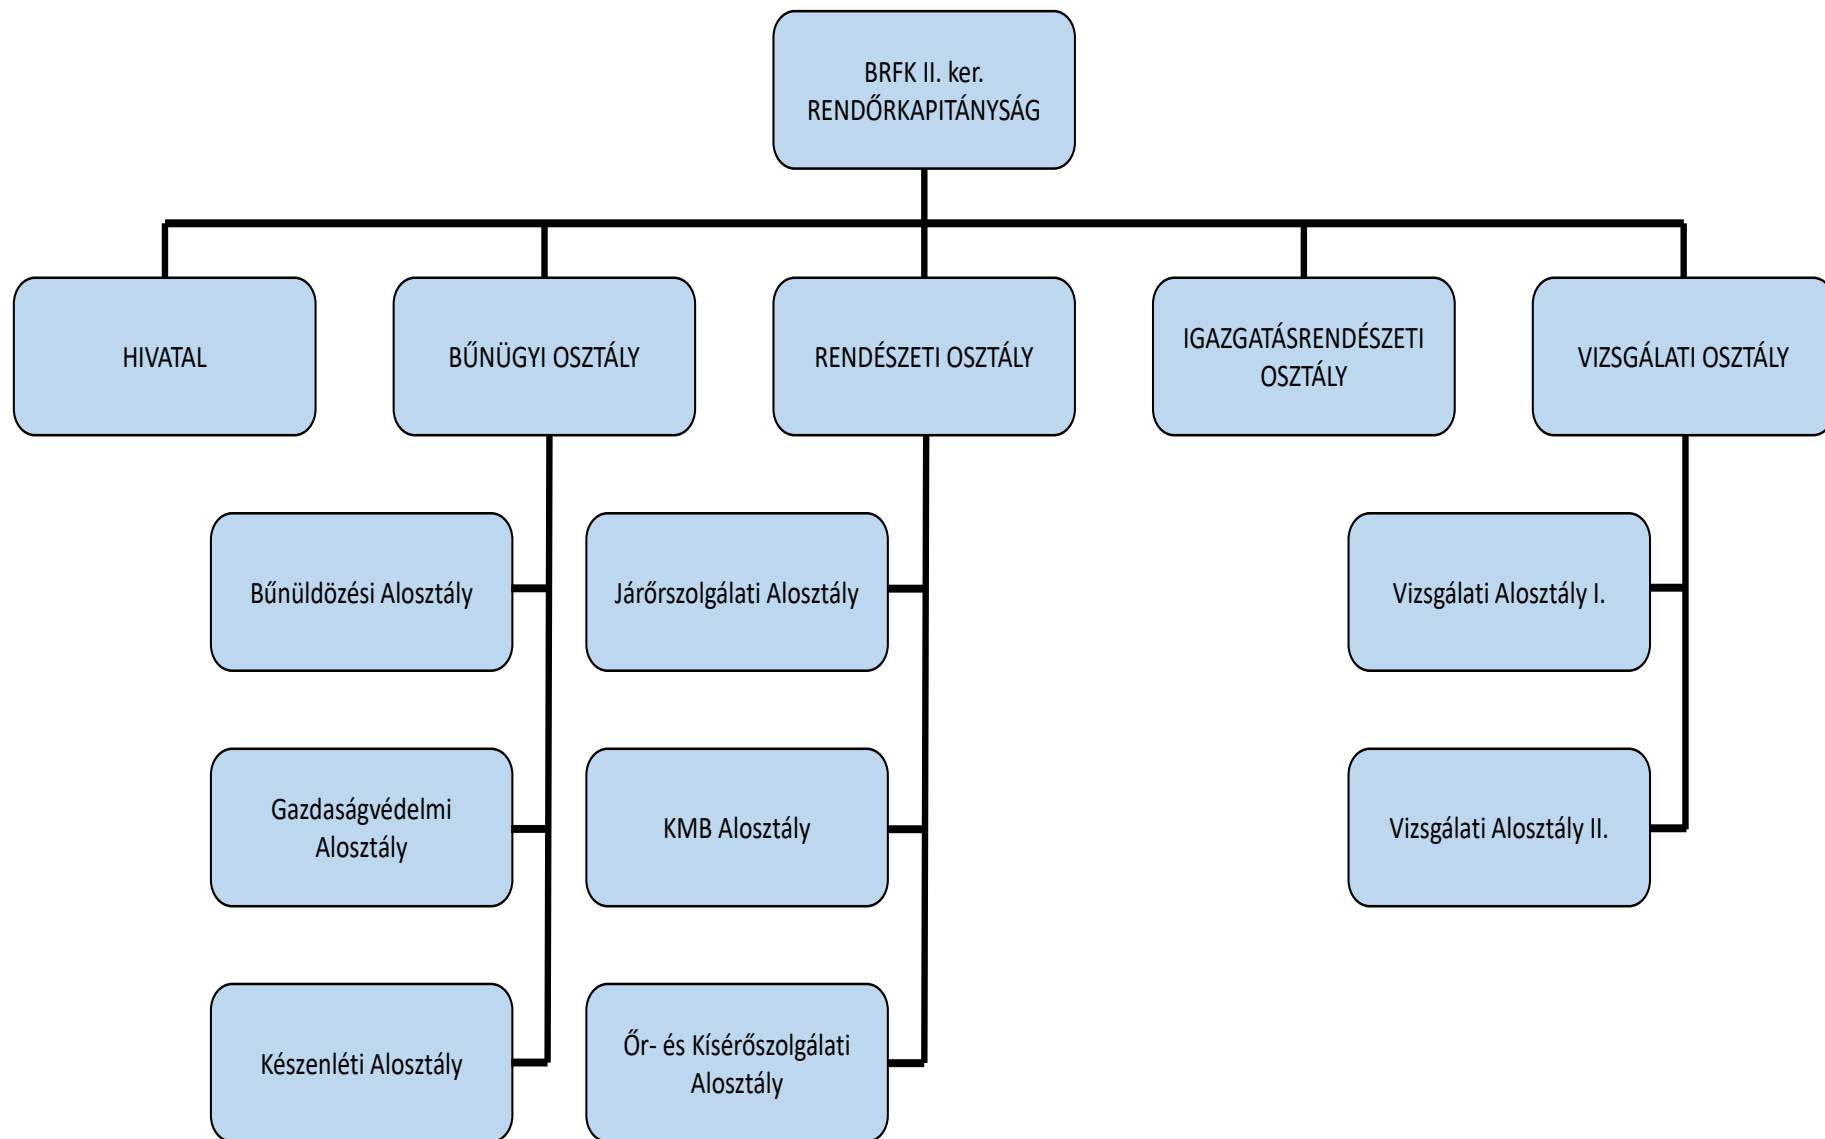 BRFK II. ker.
RENDŐRKAPITÁNYSÁG
HIVATAL
BŰNÜGYI OSZTÁLY
RENDÉSZETI OSZTÁLY
IGAZGATÁSRENDÉSZETI
OSZTÁLY
VIZSGÁLATI OSZTÁLY
Bűnüldözési Alosztály
Járőrszolgálati Alosztály
Vizsgálati Alosztály I.
Gazdaságvédelmi
Alosztály
KMB Alosztály
Vizsgálati Alosztály II.
Készenléti Alosztály
Őr- és Kísérőszolgálati
Alosztály